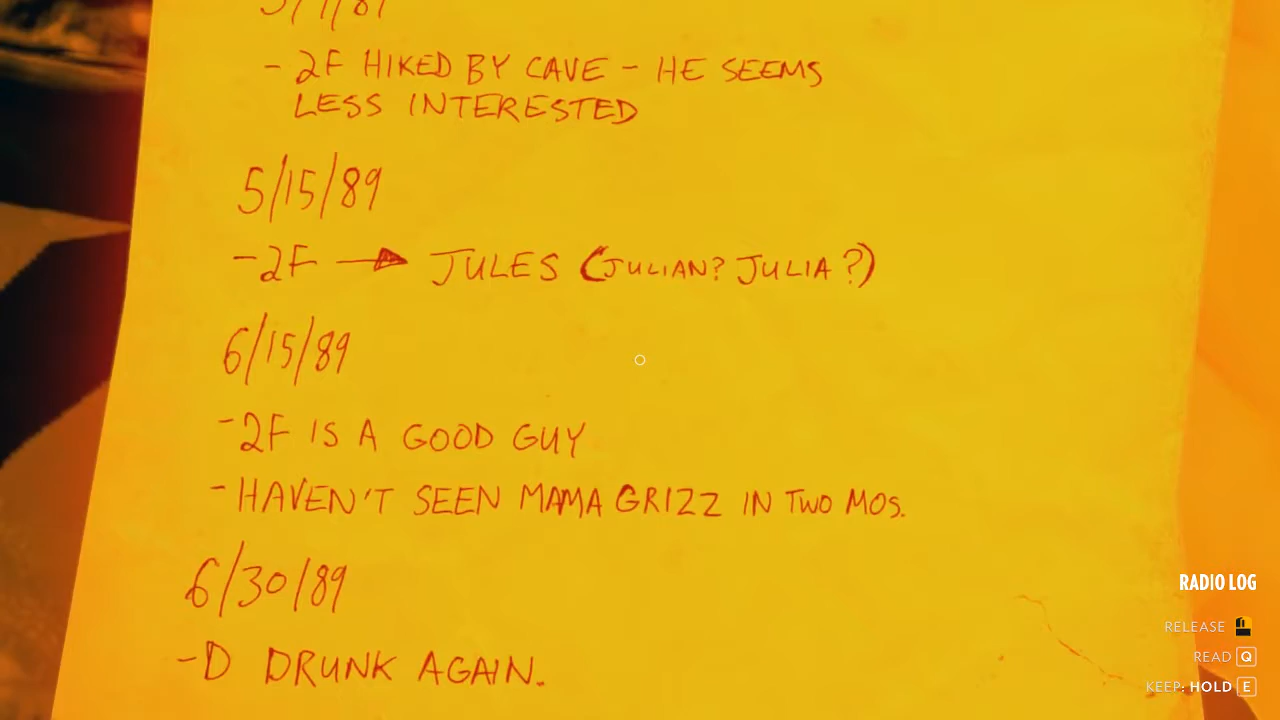 - 2F HIKED BY CAVE - HE SEEMS
LESS INTERESTED
5/15/89
- 2F → JULES (JULIAN? JULIA?)
6/15/89
- 2F IS A GOOD GUY
- HAVEN'T SEEN MAMA GRIZZ IN TWO MOS.
6/30/89
- D DRUNK AGAIN.
RADIO LOG
RELEASE
READ Q
KEEP: HOLD E